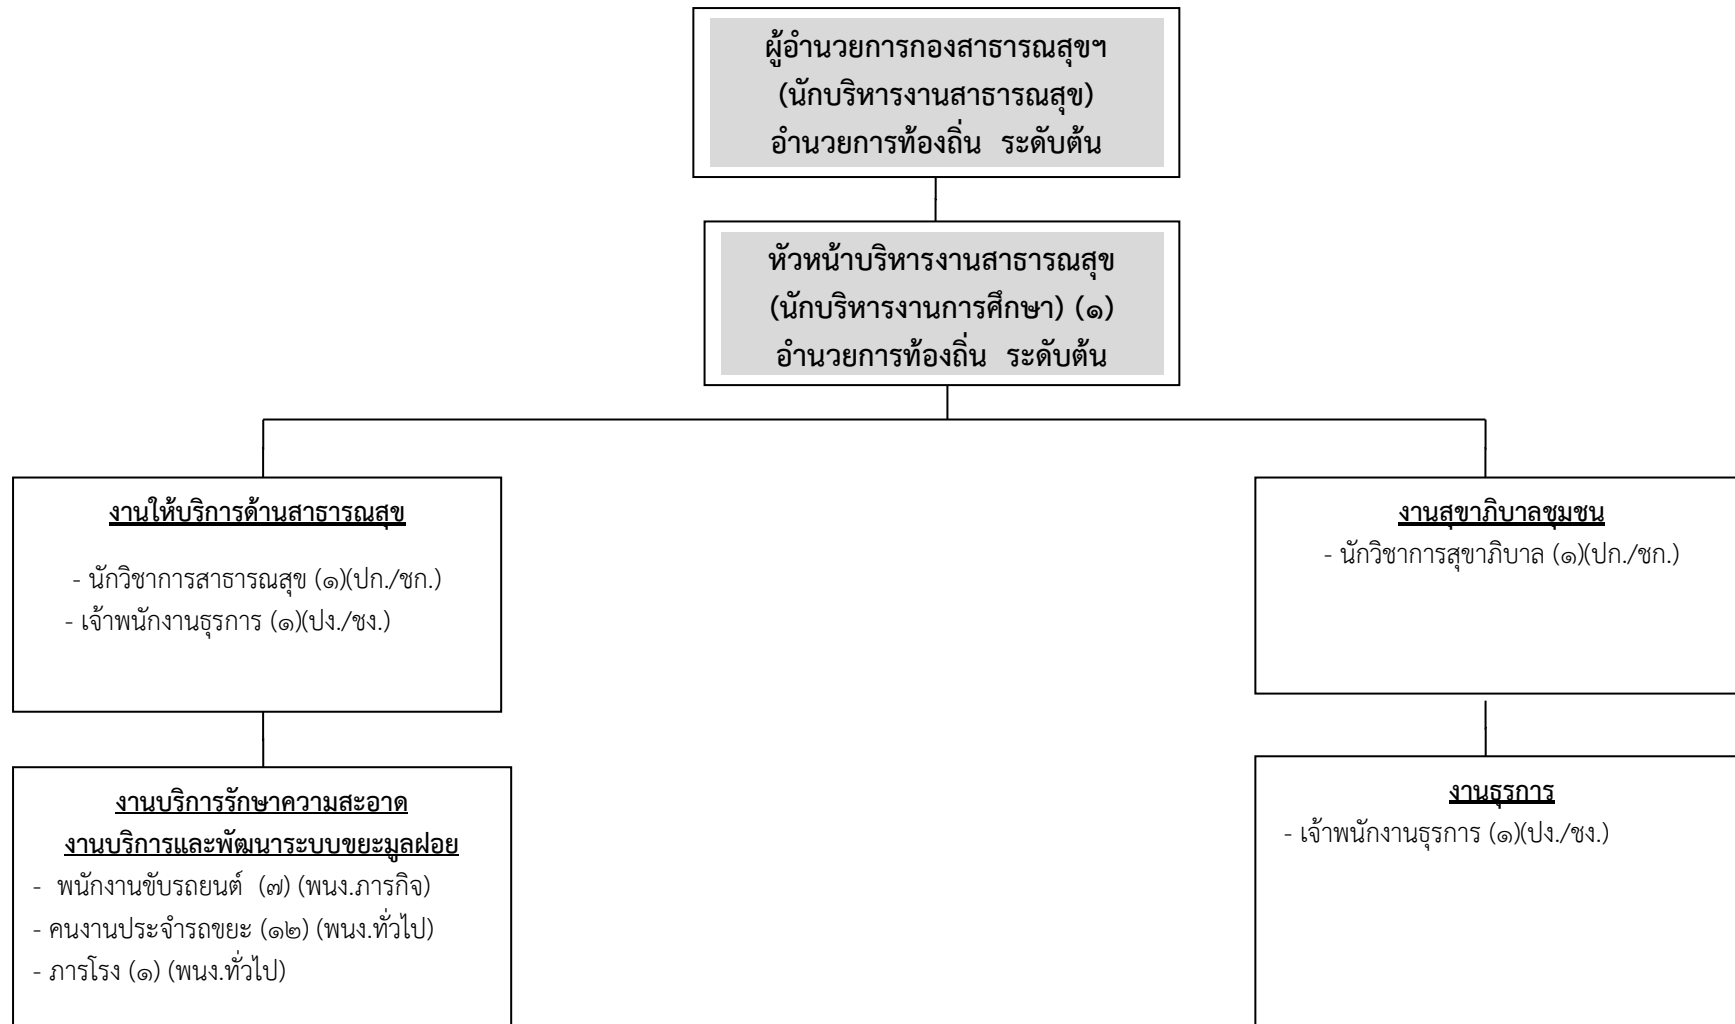 ผู้อำนวยการกองสาธารณสุขฯ
(นักบริหารงานสาธารณสุข)
อำนวยการท้องถิ่น ระดับต้น
หัวหน้าบริหารงานสาธารณสุข
(นักบริหารงานการศึกษา) (๑)
อำนวยการท้องถิ่น ระดับต้น
งานให้บริการด้านสาธารณสุข
- นักวิชาการสาธารณสุข (๑)(ปก./ชก.)
- เจ้าพนักงานธุรการ (๑)(ปง./ชง.)
งานสุขาภิบาลชุมชน
- นักวิชาการสุขาภิบาล (๑)(ปก./ชก.)
งานบริการรักษาความสะอาด
งานบริการและพัฒนาระบบขยะมูลฝอย
- พนักงานขับรถยนต์ (๗) (พนง.ภารกิจ)
- คนงานประจำรถขยะ (๑๒) (พนง.ทั่วไป)
- ภารโรง (๑) (พนง.ทั่วไป)
งานธุรการ
- เจ้าพนักงานธุรการ (๑)(ปง./ชง.)